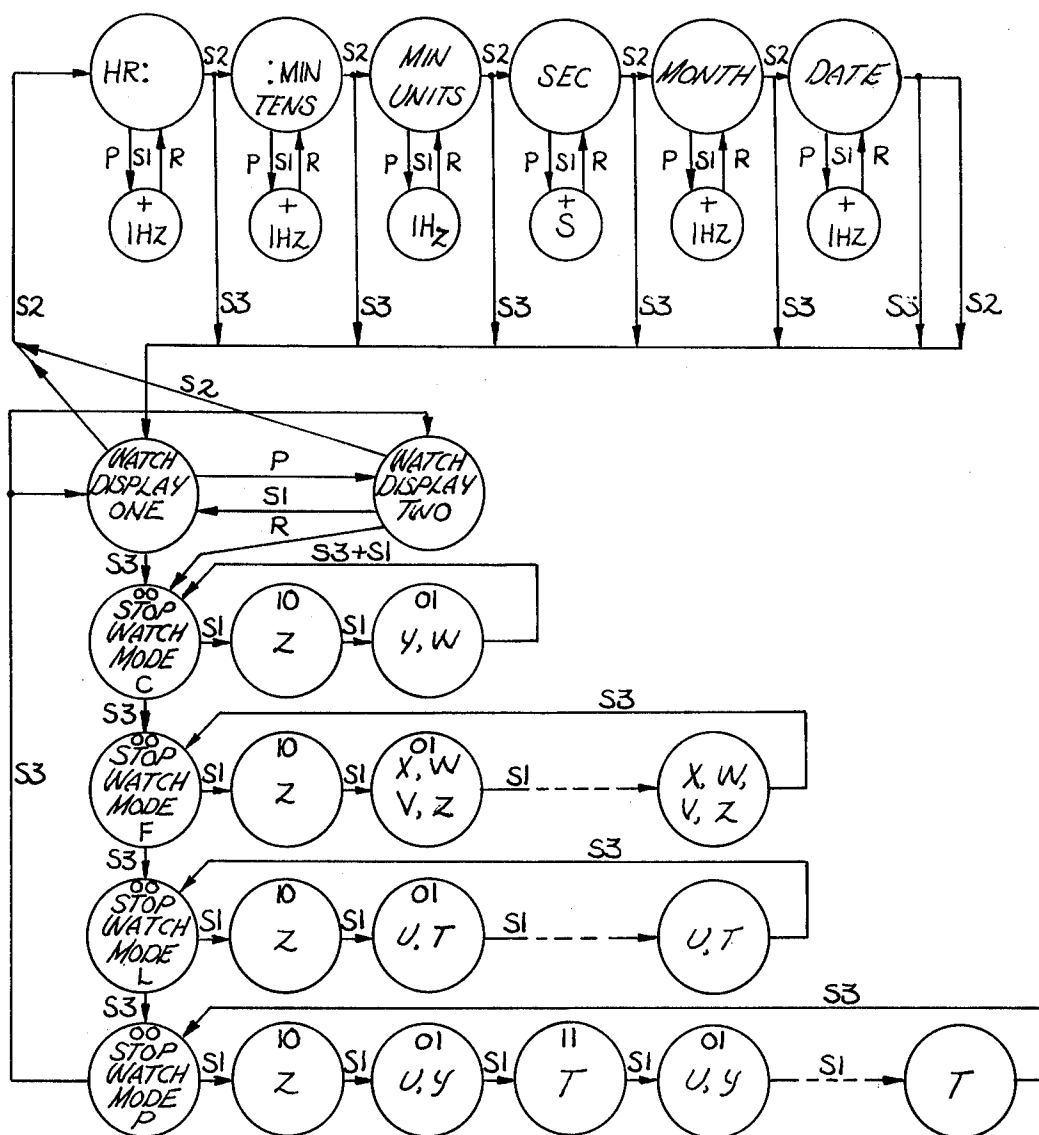 HR:
S2
:MIN
TENS
S2
MIN
UNITS
S2
SEC
S2
MONTH
S2
DATE
P S1 R
P S1 R
P S1 R
P S1 R
P S1 R
P S1 R
+
1HZ
+
1HZ
1HZ
+
S
+
1HZ
+
1HZ
S2
S3
S3
S3
S3
S3
S3
S2
S2
WATCH
DISPLAY
ONE
P
S1
R
WATCH
DISPLAY
TWO
S3
S3+S1
00
STOP
WATCH
MODE
C
S1
10
Z
S1
01
Y, W
S3
S3
S3
00
STOP
WATCH
MODE
F
S1
10
Z
S1
01
X, W
V, Z
S1
X, W,
V, Z
S3
S3
00
STOP
WATCH
MODE
L
S1
10
Z
S1
01
U, T
S1
U, T
S3
S3
00
STOP
WATCH
MODE
P
S1
10
Z
S1
01
U, Y
S1
11
T
S1
01
U, Y
S1
T